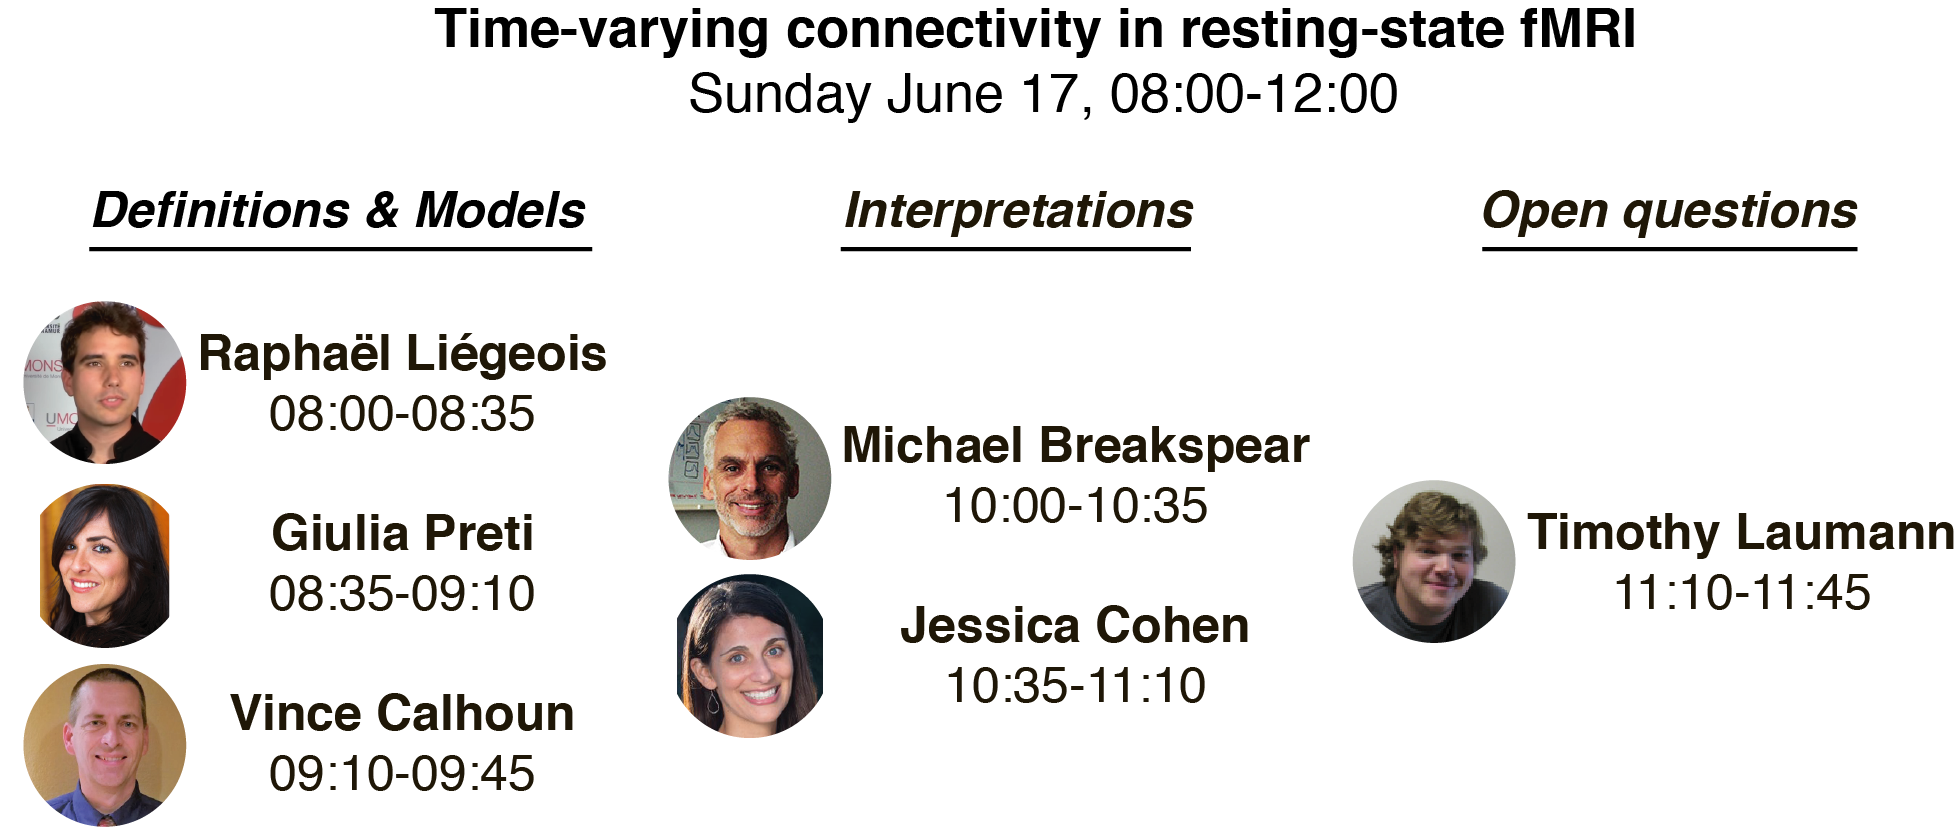 Time-varying connectivity in resting-state fMRI
Sunday June 17, 08:00-12:00
Definitions & Models
Raphaël Liégeois
08:00-08:35
Giulia Preti
08:35-09:10
Vince Calhoun
09:10-09:45
Interpretations
Michael Breakspear
10:00-10:35
Jessica Cohen
10:35-11:10
Open questions
Timothy Laumann
11:10-11:45